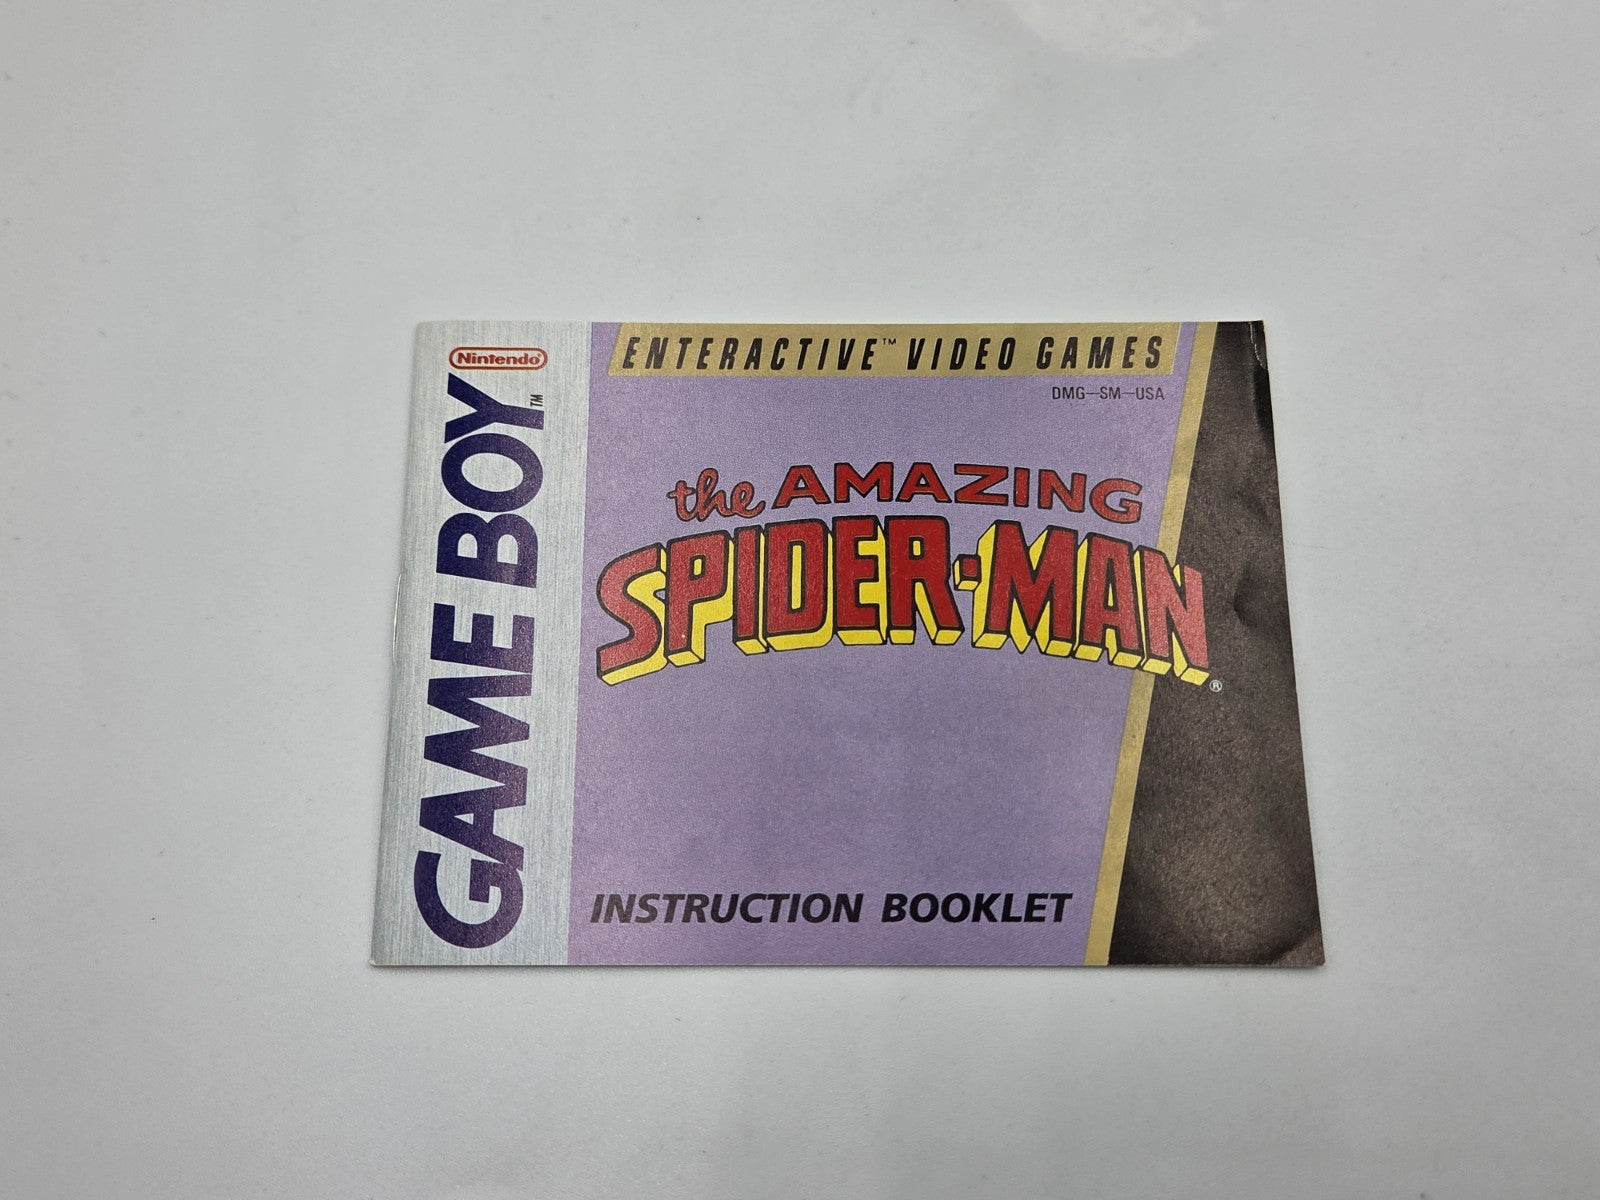 Nintendo
GAME BOY™
ENTERACTIVE™ VIDEO GAMES
DMG-SM-USA
the AMAZING
SPIDER-MAN®
INSTRUCTION BOOKLET